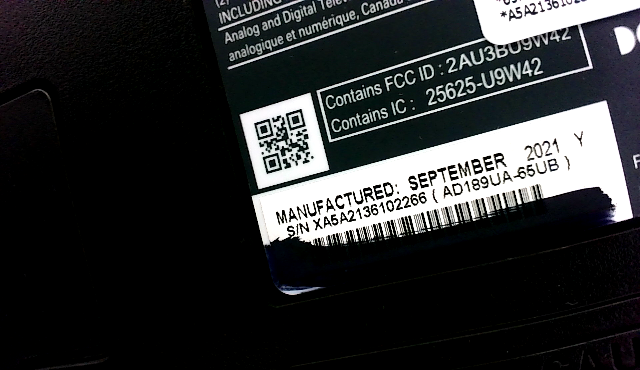 INCLUDING
*A5A2136102
Analog and Digital
analogique et numérique, Canada
Contains FCC ID : 2AU3BU9W42
Contains IC : 25625-U9W42
MANUFACTURED: SEPTEMBER 2021 Y
S/N XA5A2136102266 ( AD189UA-65UB )